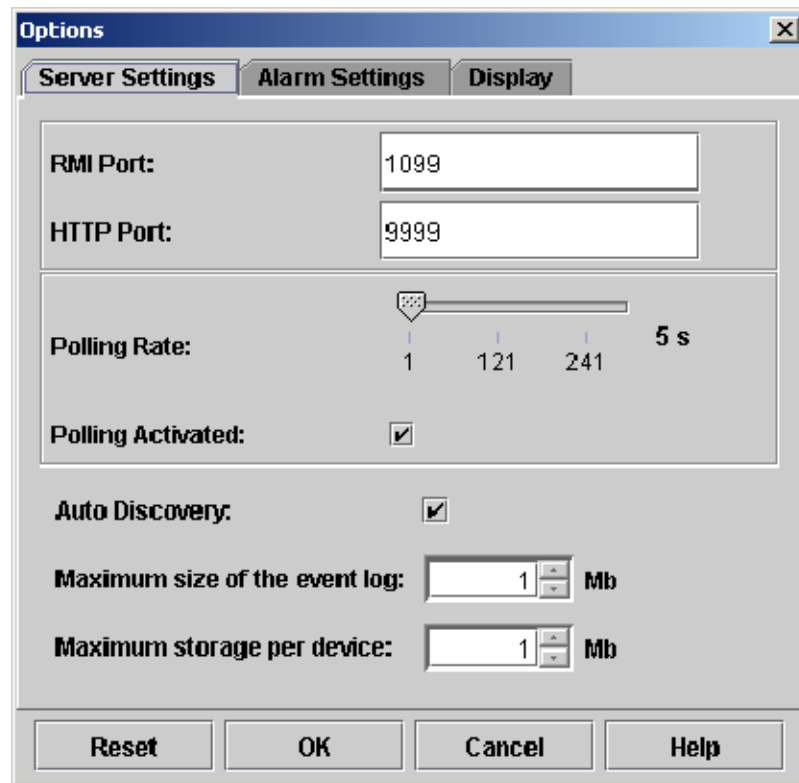 Options
Server Settings Alarm Settings Display
RMI Port: 1099
HTTP Port: 9999
Polling Rate: 5 s
1 121 241
Polling Activated:
Auto Discovery:
Maximum size of the event log: 1 Mb
Maximum storage per device: 1 Mb
Reset OK Cancel Help